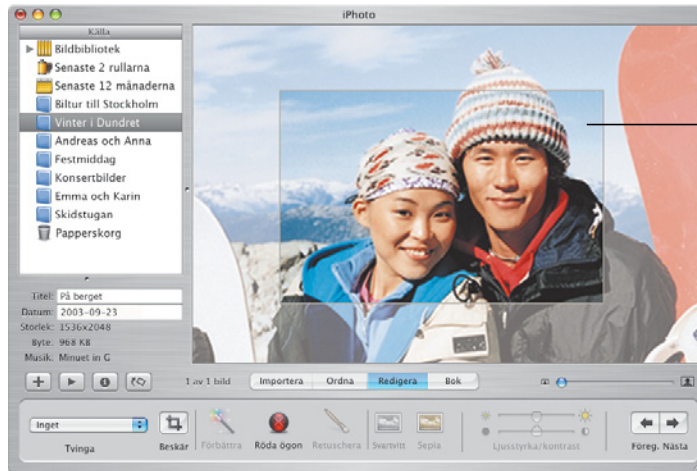 iPhoto
Källa
Bildbibliotek
Senaste 2 rullarna
Senaste 12 månaderna
Biltur till Stockholm
Vinter i Dundret
Andreas och Anna
Festmiddag
Konsertbilder
Emma och Karin
Skidstugan
Papperskorg
Titel: På berget
Datum: 2003-09-23
Storlek: 1536x2048
Byte: 968 KB
Musik: Minuet in G
1 av 1 bild Importera Ordna Redigera Bok
Inget
Tvinga Beskär Förbättra Röda ögon Retuschera Svartvitt Sepia Ljusstyrka/kontrast Föreg. Nästa